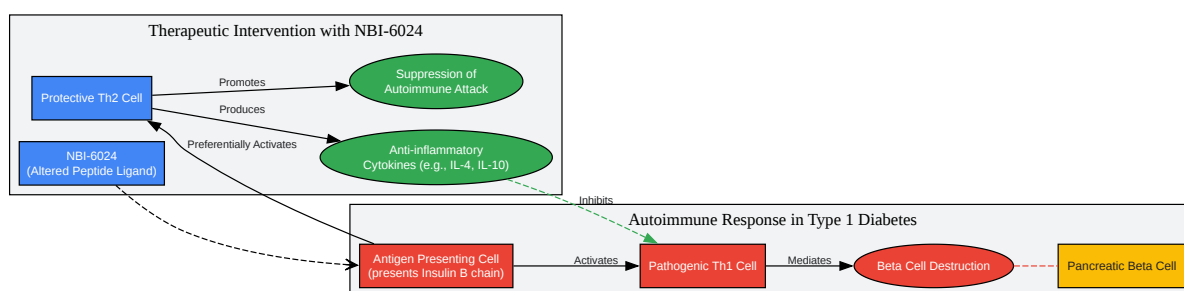 Therapeutic Intervention with NBI-6024
Promotes
Suppression of
Autoimmune Attack
Protective Th2 Cell
Produces
Preferentially Activates
NBI-6024
(Altered Peptide Ligand)
Anti-inflammatory
Cytokines (e.g., IL-4, IL-10)
Inhibits
Autoimmune Response in Type 1 Diabetes
Antigen Presenting Cell
(presents Insulin B chain)
Activates
Pathogenic Th1 Cell
Mediates
Beta Cell Destruction
Pancreatic Beta Cell